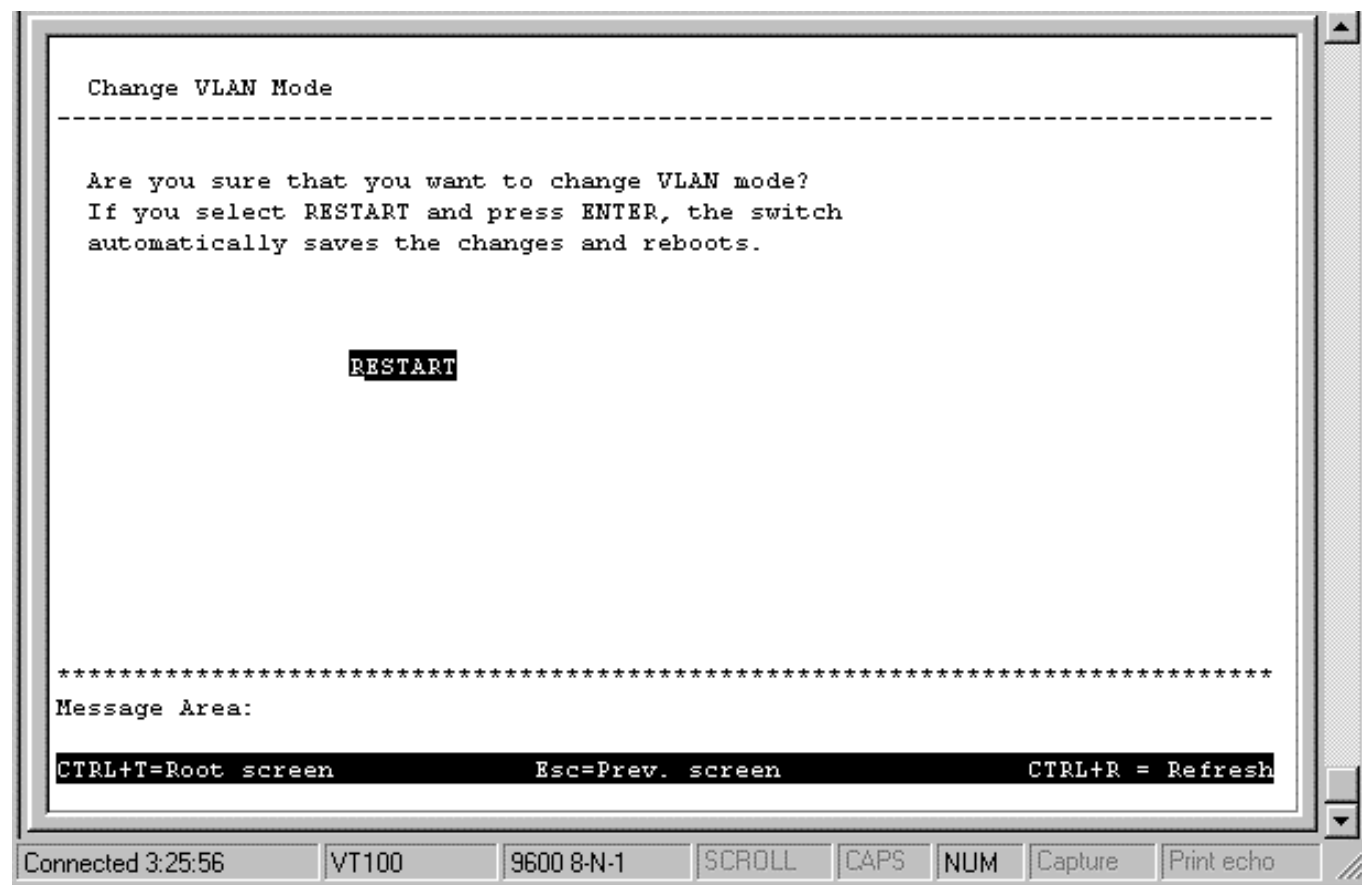 Change VLAN Mode
-------------------------------------------------------------------------------
Are you sure that you want to change VLAN mode?
If you select RESTART and press ENTER, the switch
automatically saves the changes and reboots.
RESTART
*******************************************************************************
Message Area:
CTRL+T=Root screen Esc=Prev. screen CTRL+R = Refresh
Connected 3:25:56 VT100 9600 8-N-1 SCROLL CAPS NUM Capture Print echo